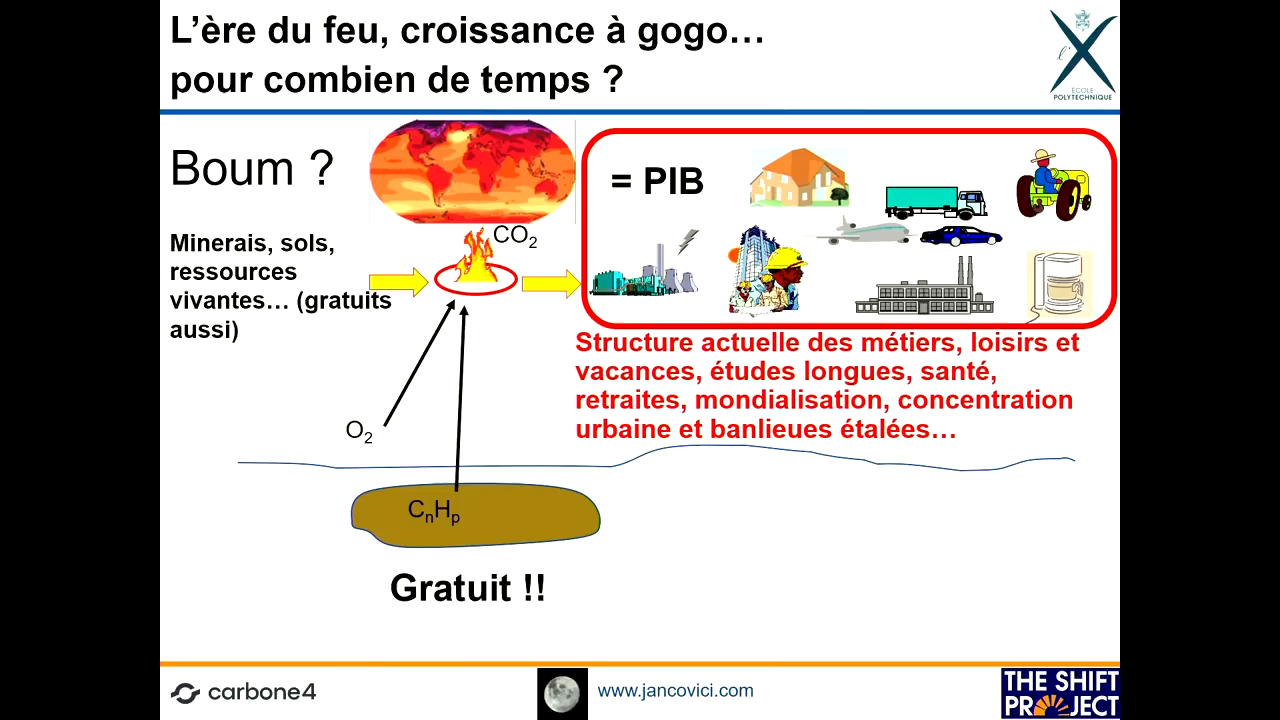 L’ère du feu, croissance à gogo…
pour combien de temps ?
l'X
ÉCOLE
POLYTECHNIQUE
Boum ?
= PIB
CO₂
Minerais, sols,
ressources
vivantes… (gratuits
aussi)
Structure actuelle des métiers, loisirs et
vacances, études longues, santé,
retraites, mondialisation, concentration
urbaine et banlieues étalées…
O₂
CₙHₚ
Gratuit !!
carbone4
www.jancovici.com
THE SHIFT
PROJECT